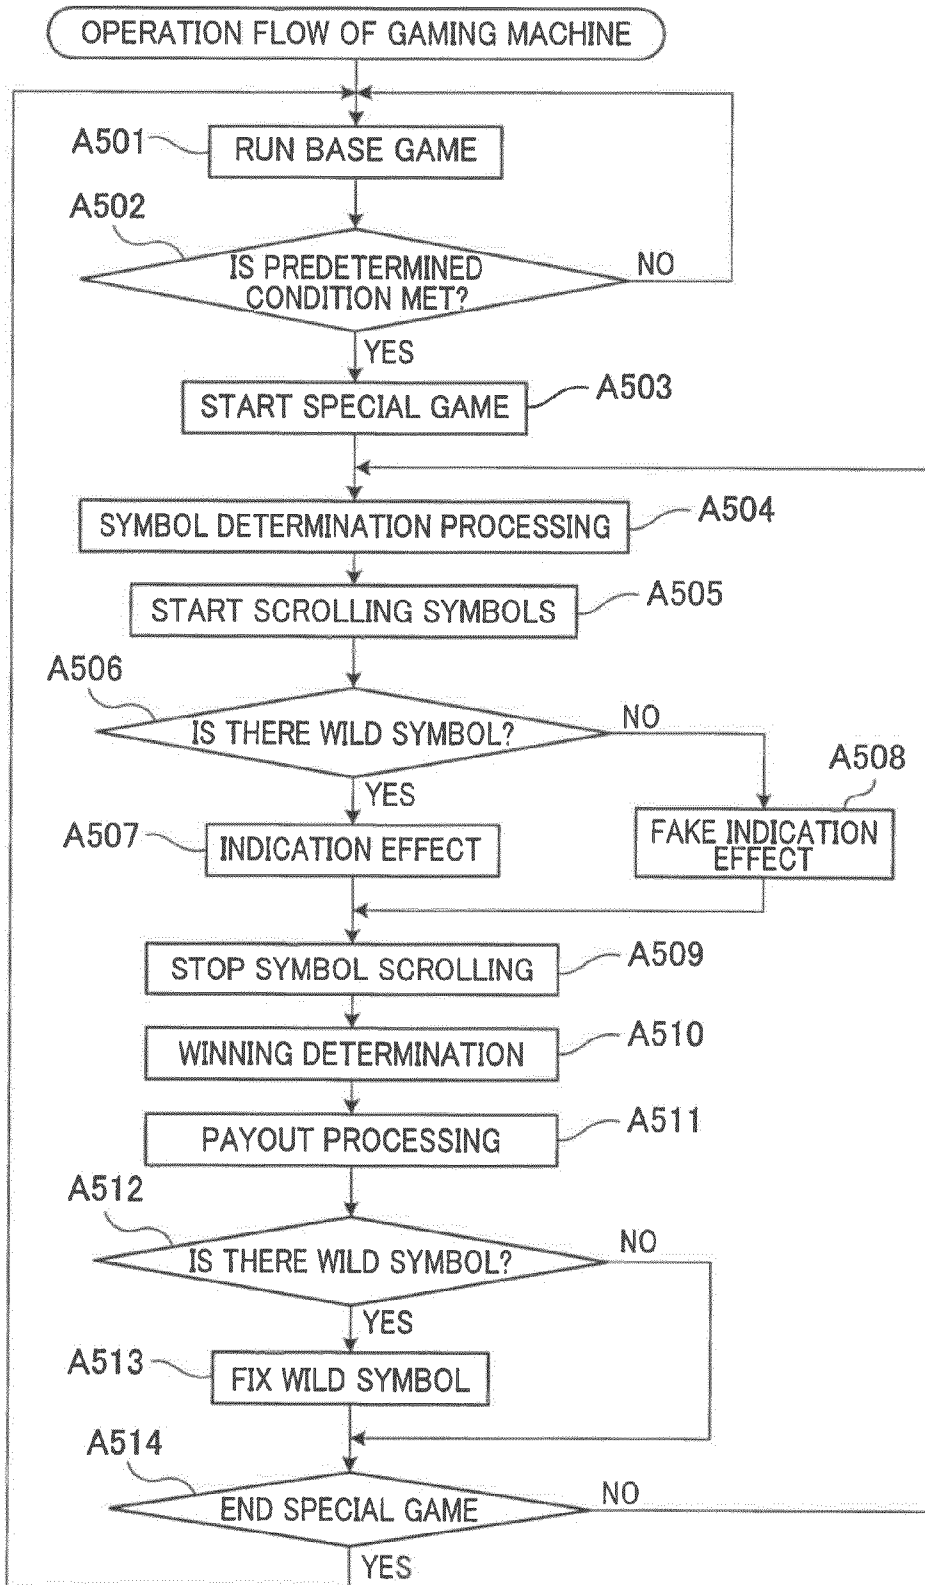 OPERATION FLOW OF GAMING MACHINE
A501
RUN BASE GAME
A502
IS PREDETERMINED
CONDITION MET?
NO
YES
START SPECIAL GAME
A503
SYMBOL DETERMINATION PROCESSING
A504
START SCROLLING SYMBOLS
A505
A506
IS THERE WILD SYMBOL?
NO
YES
A507
INDICATION EFFECT
A508
FAKE INDICATION
EFFECT
STOP SYMBOL SCROLLING
A509
WINNING DETERMINATION
A510
PAYOUT PROCESSING
A511
A512
IS THERE WILD SYMBOL?
NO
YES
A513
FIX WILD SYMBOL
A514
END SPECIAL GAME
NO
YES